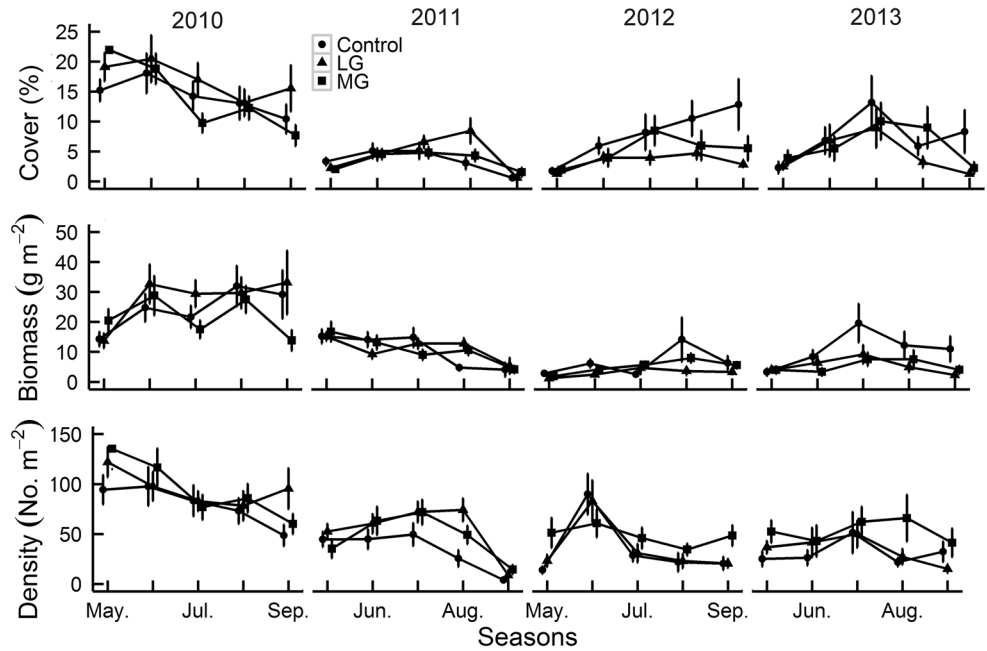 2010 2011 2012 2013
Control
LG
MG
Cover (%)
25
20
15
10
5
0
Biomass (g m⁻²)
50
40
30
20
10
0
Density (No. m⁻²)
150
100
50
0
May. Jul. Sep. Jun. Aug. May. Jul. Sep. Jun. Aug.
Seasons